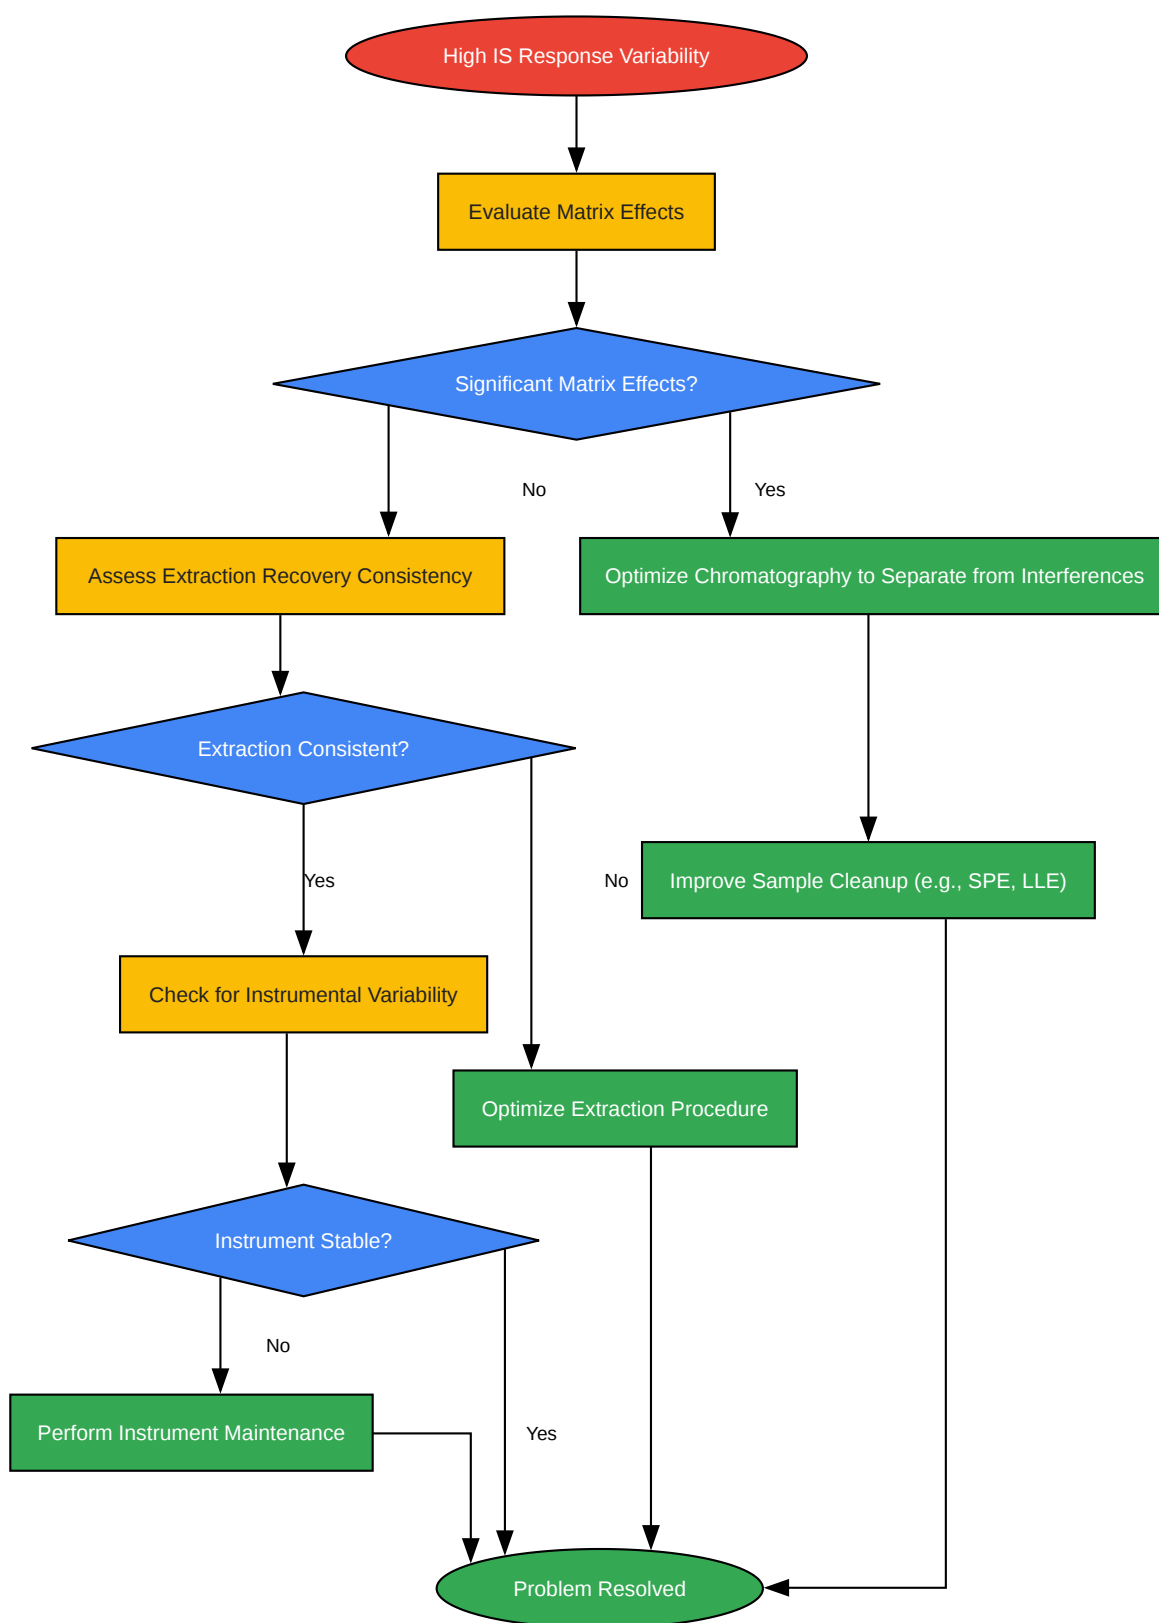 High IS Response Variability
Evaluate Matrix Effects
Significant Matrix Effects?
No
Yes
Assess Extraction Recovery Consistency
Optimize Chromatography to Separate from Interferences
Extraction Consistent?
Yes
No
Improve Sample Cleanup (e.g., SPE, LLE)
Check for Instrumental Variability
Optimize Extraction Procedure
Instrument Stable?
No
Perform Instrument Maintenance
Yes
Problem Resolved